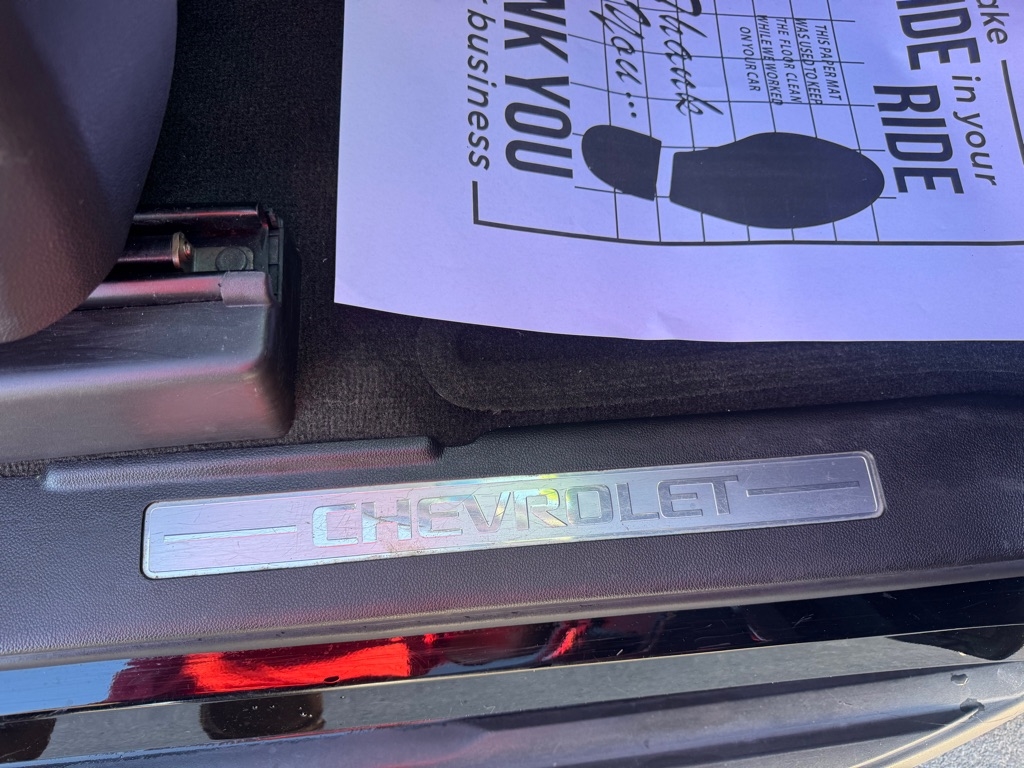 ake
IDE in your
RIDE
THIS PAPER MAT
WAS USED TO KEEP
THE FLOOR CLEAN
WHILE WE WORKED
ON YOUR CAR
Thank
You...
NK YOU
business
CHEVROLET